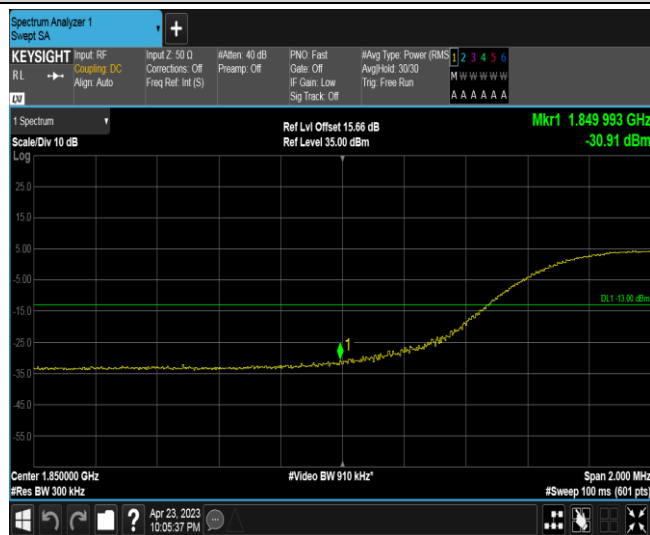 Spectrum Analyzer 1
Swept SA
+
KEYSIGHT
RL
LXI
Input: RF
Coupling: DC
Align: Auto
Input Z: 50 Ω
Corrections: Off
Freq Ref: Int (S)
#Atten: 40 dB
Preamp: Off
PNO: Fast
Gate: Off
IF Gain: Low
Sig Track: Off
#Avg Type: Power (RMS
Avg|Hold: 30/30
Trig: Free Run
1 2 3 4 5 6
M W W W W W
A A A A A A
1 Spectrum
Scale/Div 10 dB
Log
Ref Lvl Offset 15.66 dB
Ref Level 35.00 dBm
Mkr1 1.849 993 GHz
-30.91 dBm
25.0
15.0
5.00
-5.00
-15.0
-25.0
-35.0
-45.0
-55.0
DL1 -13.00 dBm
1
Center 1.850000 GHz
#Res BW 300 kHz
#Video BW 910 kHz*
Span 2.000 MHz
#Sweep 100 ms (601 pts)
?
Apr 23, 2023
10:05:37 PM